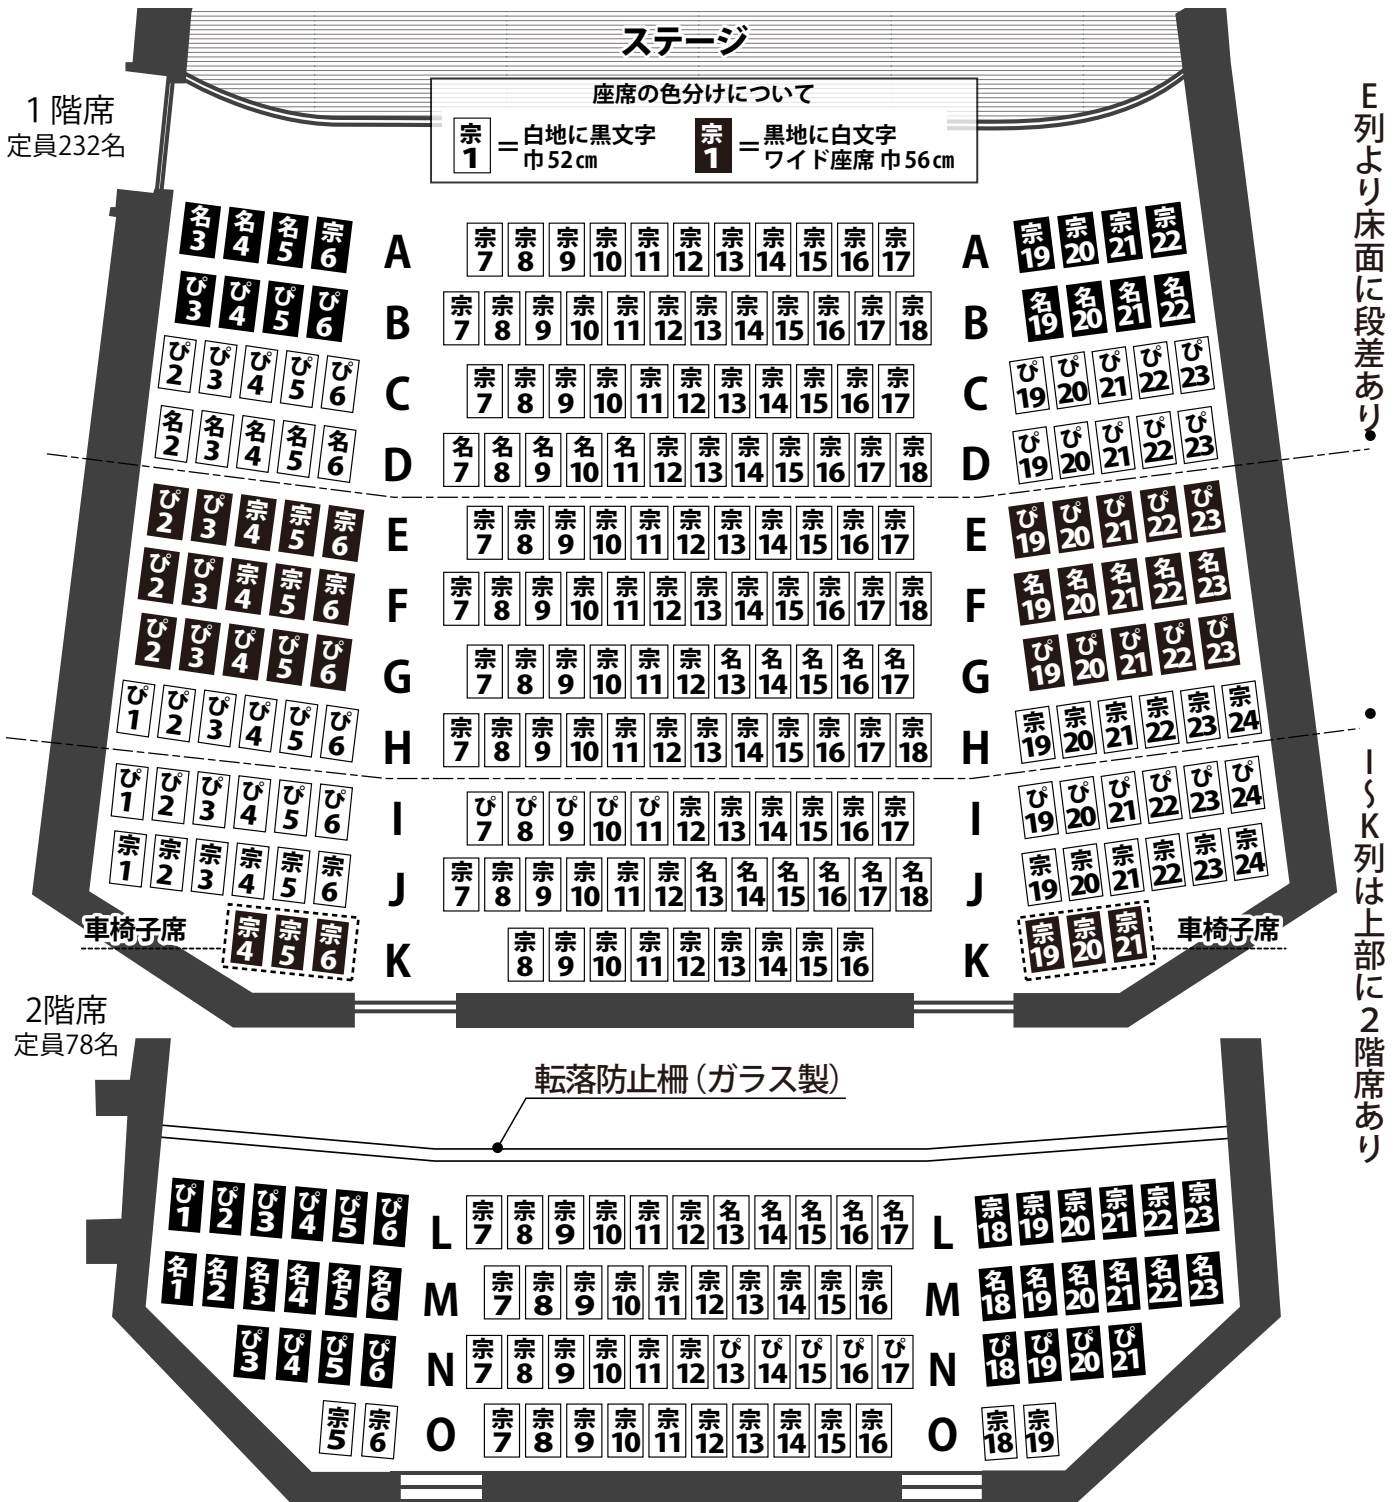 ステージ
座席の色分けについて
宗1 ＝ 白地に黒文字 巾52㎝
宗1 ＝ 黒地に白文字 ワイド座席 巾56㎝
1階席
定員232名
E列より床面に段差あり
名3 名4 名5 宗6 A 宗7 宗8 宗9 宗10 宗11 宗12 宗13 宗14 宗15 宗16 宗17 A 宗19 宗20 宗21 宗22
ぴ3 ぴ4 ぴ5 ぴ6 B 宗7 宗8 宗9 宗10 宗11 宗12 宗13 宗14 宗15 宗16 宗17 宗18 B 名19 名20 名21 名22
ぴ2 ぴ3 ぴ4 ぴ5 ぴ6 C 宗7 宗8 宗9 宗10 宗11 宗12 宗13 宗14 宗15 宗16 宗17 C ぴ19 ぴ20 ぴ21 ぴ22 ぴ23
名2 名3 名4 名5 名6 D 名7 名8 名9 名10 名11 宗12 宗13 宗14 宗15 宗16 宗17 宗18 D ぴ19 ぴ20 ぴ21 ぴ22 ぴ23
ぴ2 ぴ3 宗4 宗5 宗6 E 宗7 宗8 宗9 宗10 宗11 宗12 宗13 宗14 宗15 宗16 宗17 E ぴ19 ぴ20 ぴ21 ぴ22 ぴ23
ぴ2 ぴ3 宗4 宗5 宗6 F 宗7 宗8 宗9 宗10 宗11 宗12 宗13 宗14 宗15 宗16 宗17 宗18 F 名19 名20 名21 名22 名23
ぴ2 ぴ3 ぴ4 ぴ5 ぴ6 G 宗7 宗8 宗9 宗10 宗11 宗12 名13 名14 名15 名16 名17 G ぴ19 ぴ20 ぴ21 ぴ22 ぴ23
ぴ1 ぴ2 ぴ3 ぴ4 ぴ5 ぴ6 H 宗7 宗8 宗9 宗10 宗11 宗12 宗13 宗14 宗15 宗16 宗17 宗18 H 宗19 宗20 宗21 宗22 宗23 宗24
I〜K列は上部に2階席あり
ぴ1 ぴ2 ぴ3 ぴ4 ぴ5 ぴ6 I ぴ7 ぴ8 ぴ9 ぴ10 ぴ11 宗12 宗13 宗14 宗15 宗16 宗17 I ぴ19 ぴ20 ぴ21 ぴ22 ぴ23 ぴ24
宗1 宗2 宗3 宗4 宗5 宗6 J 宗7 宗8 宗9 宗10 宗11 宗12 名13 名14 名15 名16 名17 名18 J 宗19 宗20 宗21 宗22 宗23 宗24
車椅子席 宗4 宗5 宗6 K 宗8 宗9 宗10 宗11 宗12 宗13 宗14 宗15 宗16 K 宗19 宗20 宗21 車椅子席
2階席
定員78名
転落防止柵（ガラス製）
ぴ1 ぴ2 ぴ3 ぴ4 ぴ5 ぴ6 L 宗7 宗8 宗9 宗10 宗11 宗12 名13 名14 名15 名16 名17 L 宗18 宗19 宗20 宗21 宗22 宗23
名1 名2 名3 名4 名5 名6 M 宗7 宗8 宗9 宗10 宗11 宗12 宗13 宗14 宗15 宗16 M 名18 名19 名20 名21 名22 名23
ぴ3 ぴ4 ぴ5 ぴ6 N 宗7 宗8 宗9 宗10 宗11 宗12 ぴ13 ぴ14 ぴ15 ぴ16 ぴ17 N ぴ18 ぴ19 ぴ20 ぴ21
宗5 宗6 O 宗7 宗8 宗9 宗10 宗11 宗12 宗13 宗14 宗15 宗16 O 宗18 宗19